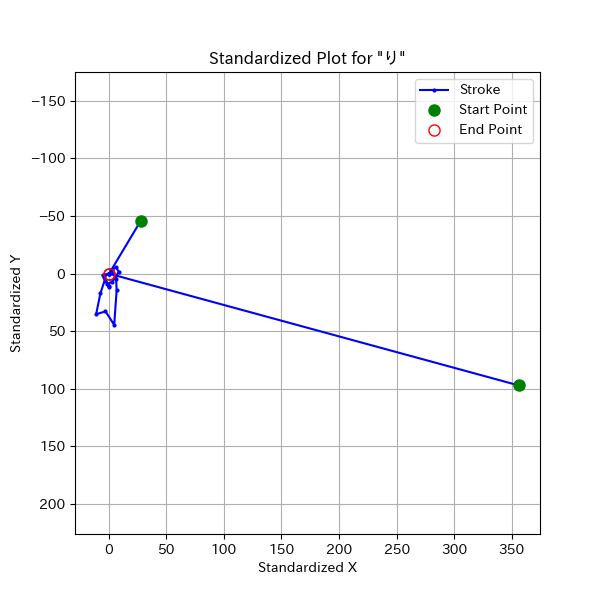 Standardized Plot for "り"
Stroke
Start Point
End Point
Standardized Y
−150
−100
−50
0
50
100
150
200
0 50 100 150 200 250 300 350
Standardized X